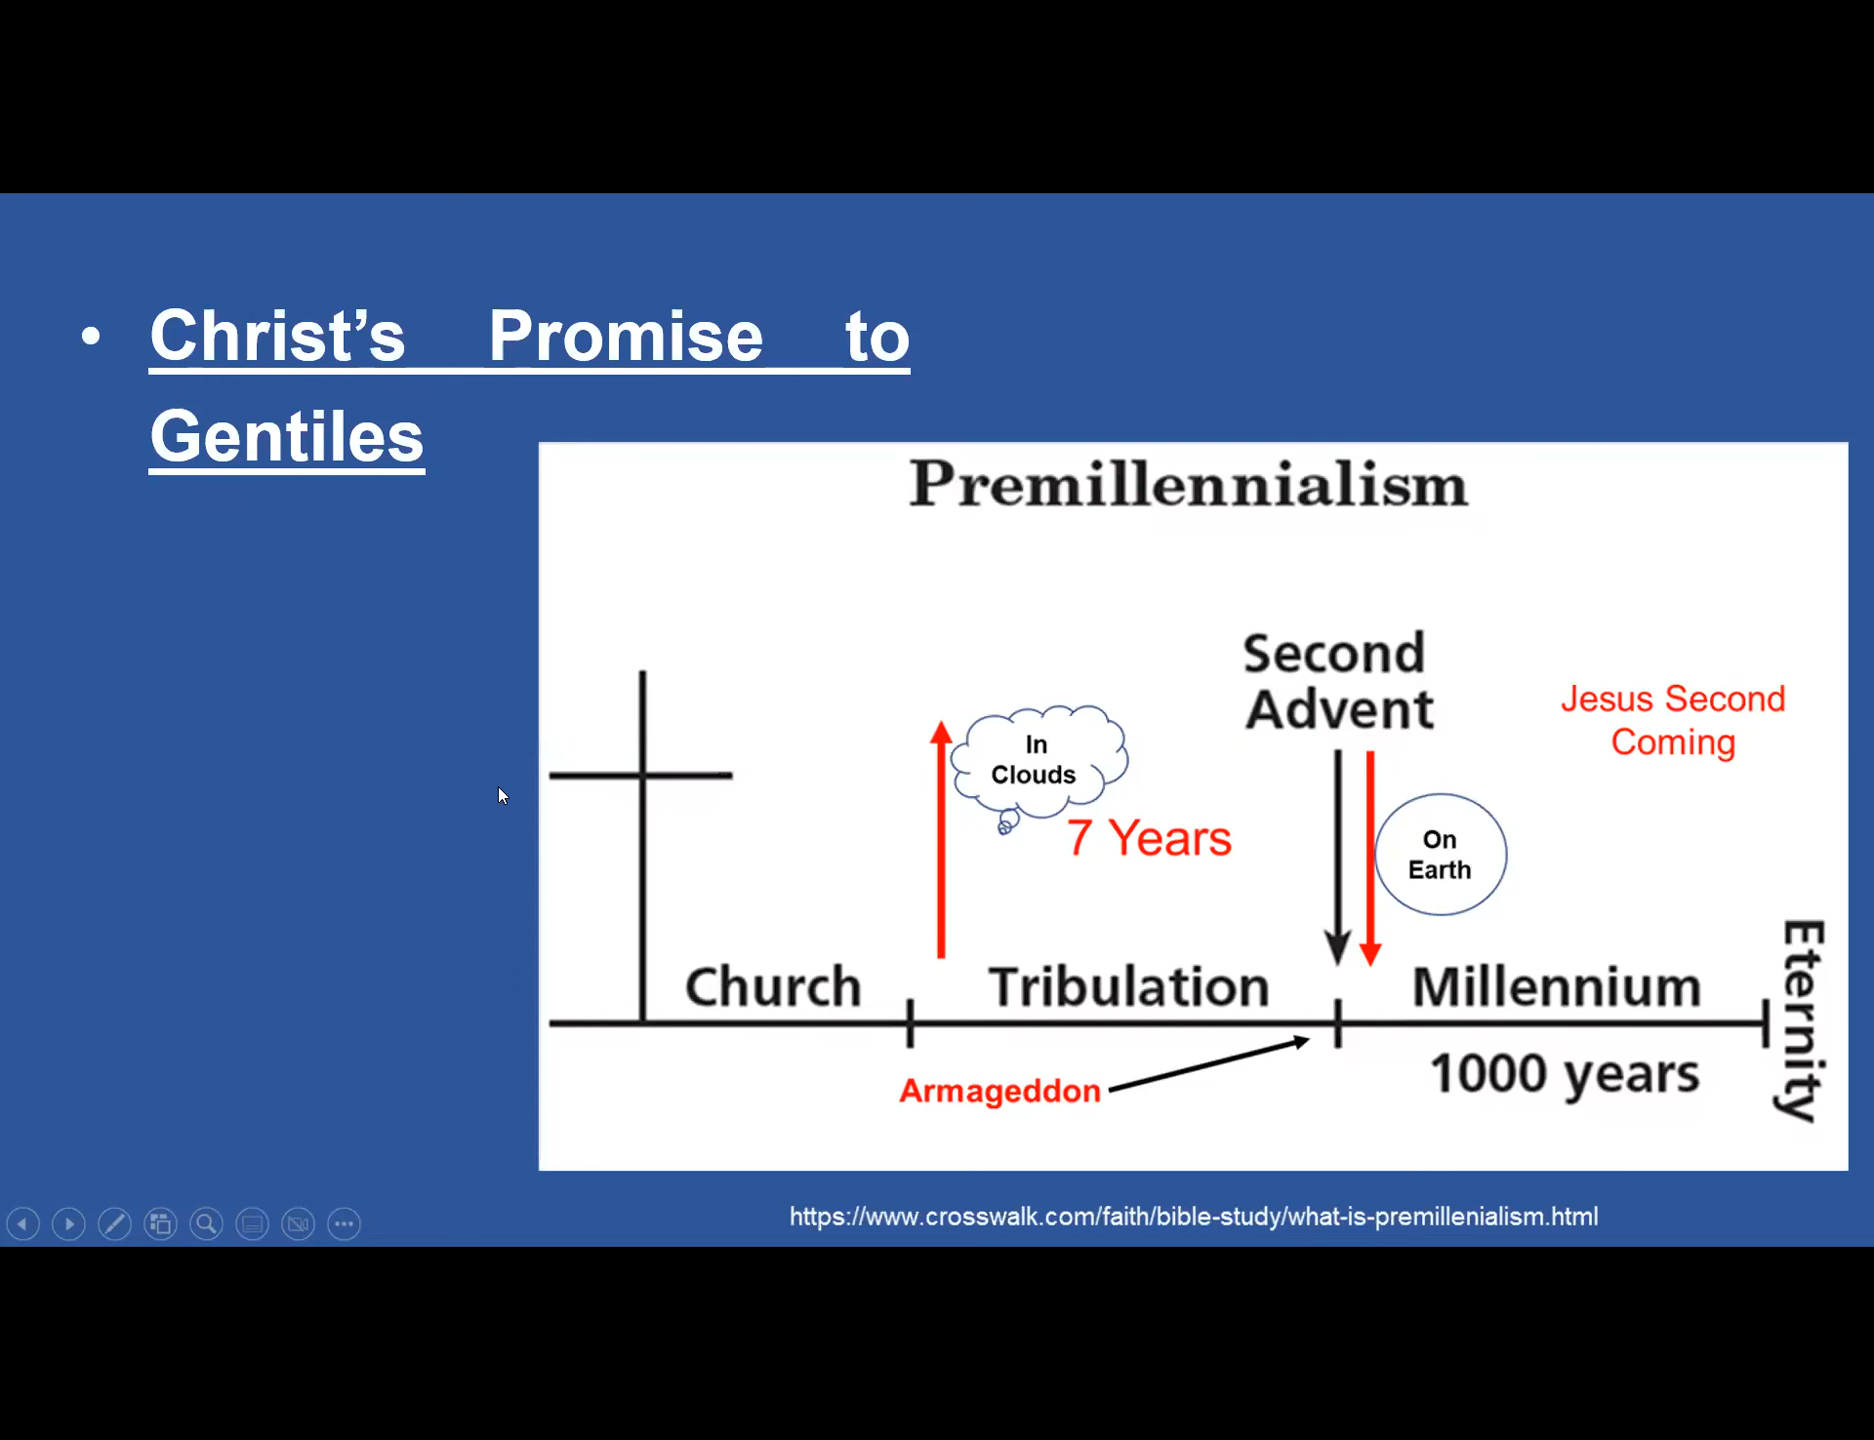 • Christ’s Promise to
Gentiles
Premillennialism
Second
Advent
Jesus Second
Coming
In
Clouds
7 Years
On
Earth
Church
Tribulation
Millennium
Eternity
Armageddon
1000 years
https://www.crosswalk.com/faith/bible-study/what-is-premillenialism.html